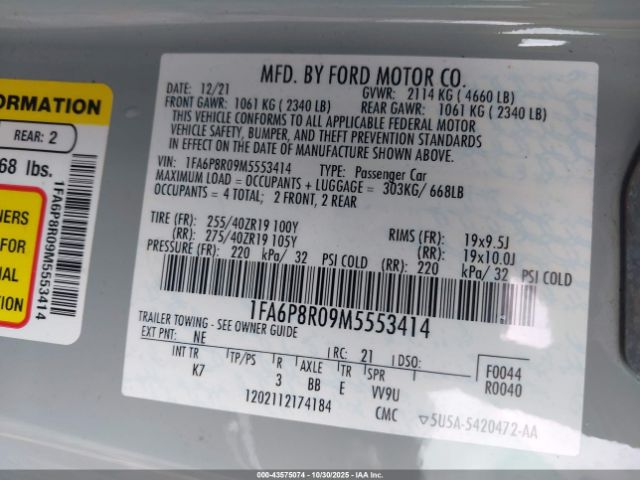 ORMATION
REAR: 2
68 lbs.
NERS
FOR
IAL
TION
1FA6P8R09M5553414
MFD. BY FORD MOTOR CO.
DATE: 12/21 GVWR: 2114 KG ( 4660 LB)
FRONT GAWR: 1061 KG ( 2340 LB) REAR GAWR: 1061 KG ( 2340 LB)
THIS VEHICLE CONFORMS TO ALL APPLICABLE FEDERAL MOTOR
VEHICLE SAFETY, BUMPER, AND THEFT PREVENTION STANDARDS
IN EFFECT ON THE DATE OF MANUFACTURE SHOWN ABOVE.
VIN: 1FA6P8R09M5553414 TYPE: Passenger Car
MAXIMUM LOAD = OCCUPANTS + LUGGAGE = 303KG/ 668LB
OCCUPANTS = 4 TOTAL; 2 FRONT, 2 REAR
TIRE (FR): 255/40ZR19 100Y RIMS (FR): 19x9.5J
(RR): 275/40ZR19 105Y (RR): 19x10.0J
PRESSURE (FR): 220 kPa/ 32 PSI COLD (RR): 220 kPa/ 32 PSI COLD
1FA6P8R09M5553414
TRAILER TOWING - SEE OWNER GUIDE
EXT PNT: NE RC: 21 DSO: F0044
INT TR TP/PS R AXLE TR SPR R0040
K7 3 BB E VV9U
1202112174184 CMC ▽5U5A-5420472-AA
000-43575074 | 10/30/2025 - IAA Inc.